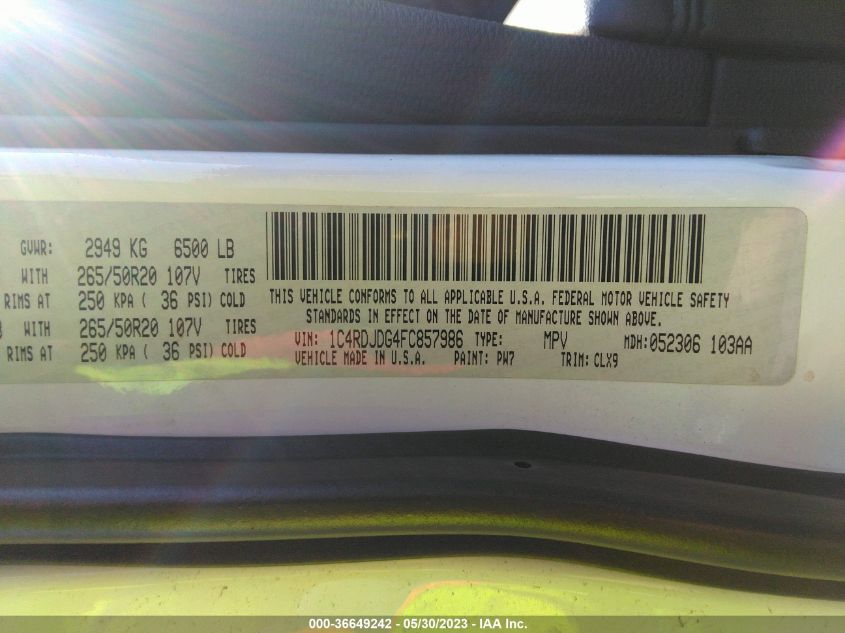 GVWR: 2949 KG 6500 LB
WITH 265/50R20 107V TIRES
RIMS AT 250 KPA ( 36 PSI) COLD
WITH 265/50R20 107V TIRES
RIMS AT 250 KPA ( 36 PSI) COLD
THIS VEHICLE CONFORMS TO ALL APPLICABLE U.S.A. FEDERAL MOTOR VEHICLE SAFETY
STANDARDS IN EFFECT ON THE DATE OF MANUFACTURE SHOWN ABOVE.
VIN: 1C4RDJDG4FC857986 TYPE: MPV MDH: 052306 103AA
VEHICLE MADE IN U.S.A. PAINT: PW7 TRIM: CLX9
000-36649242 - 05/30/2023 - IAA Inc.